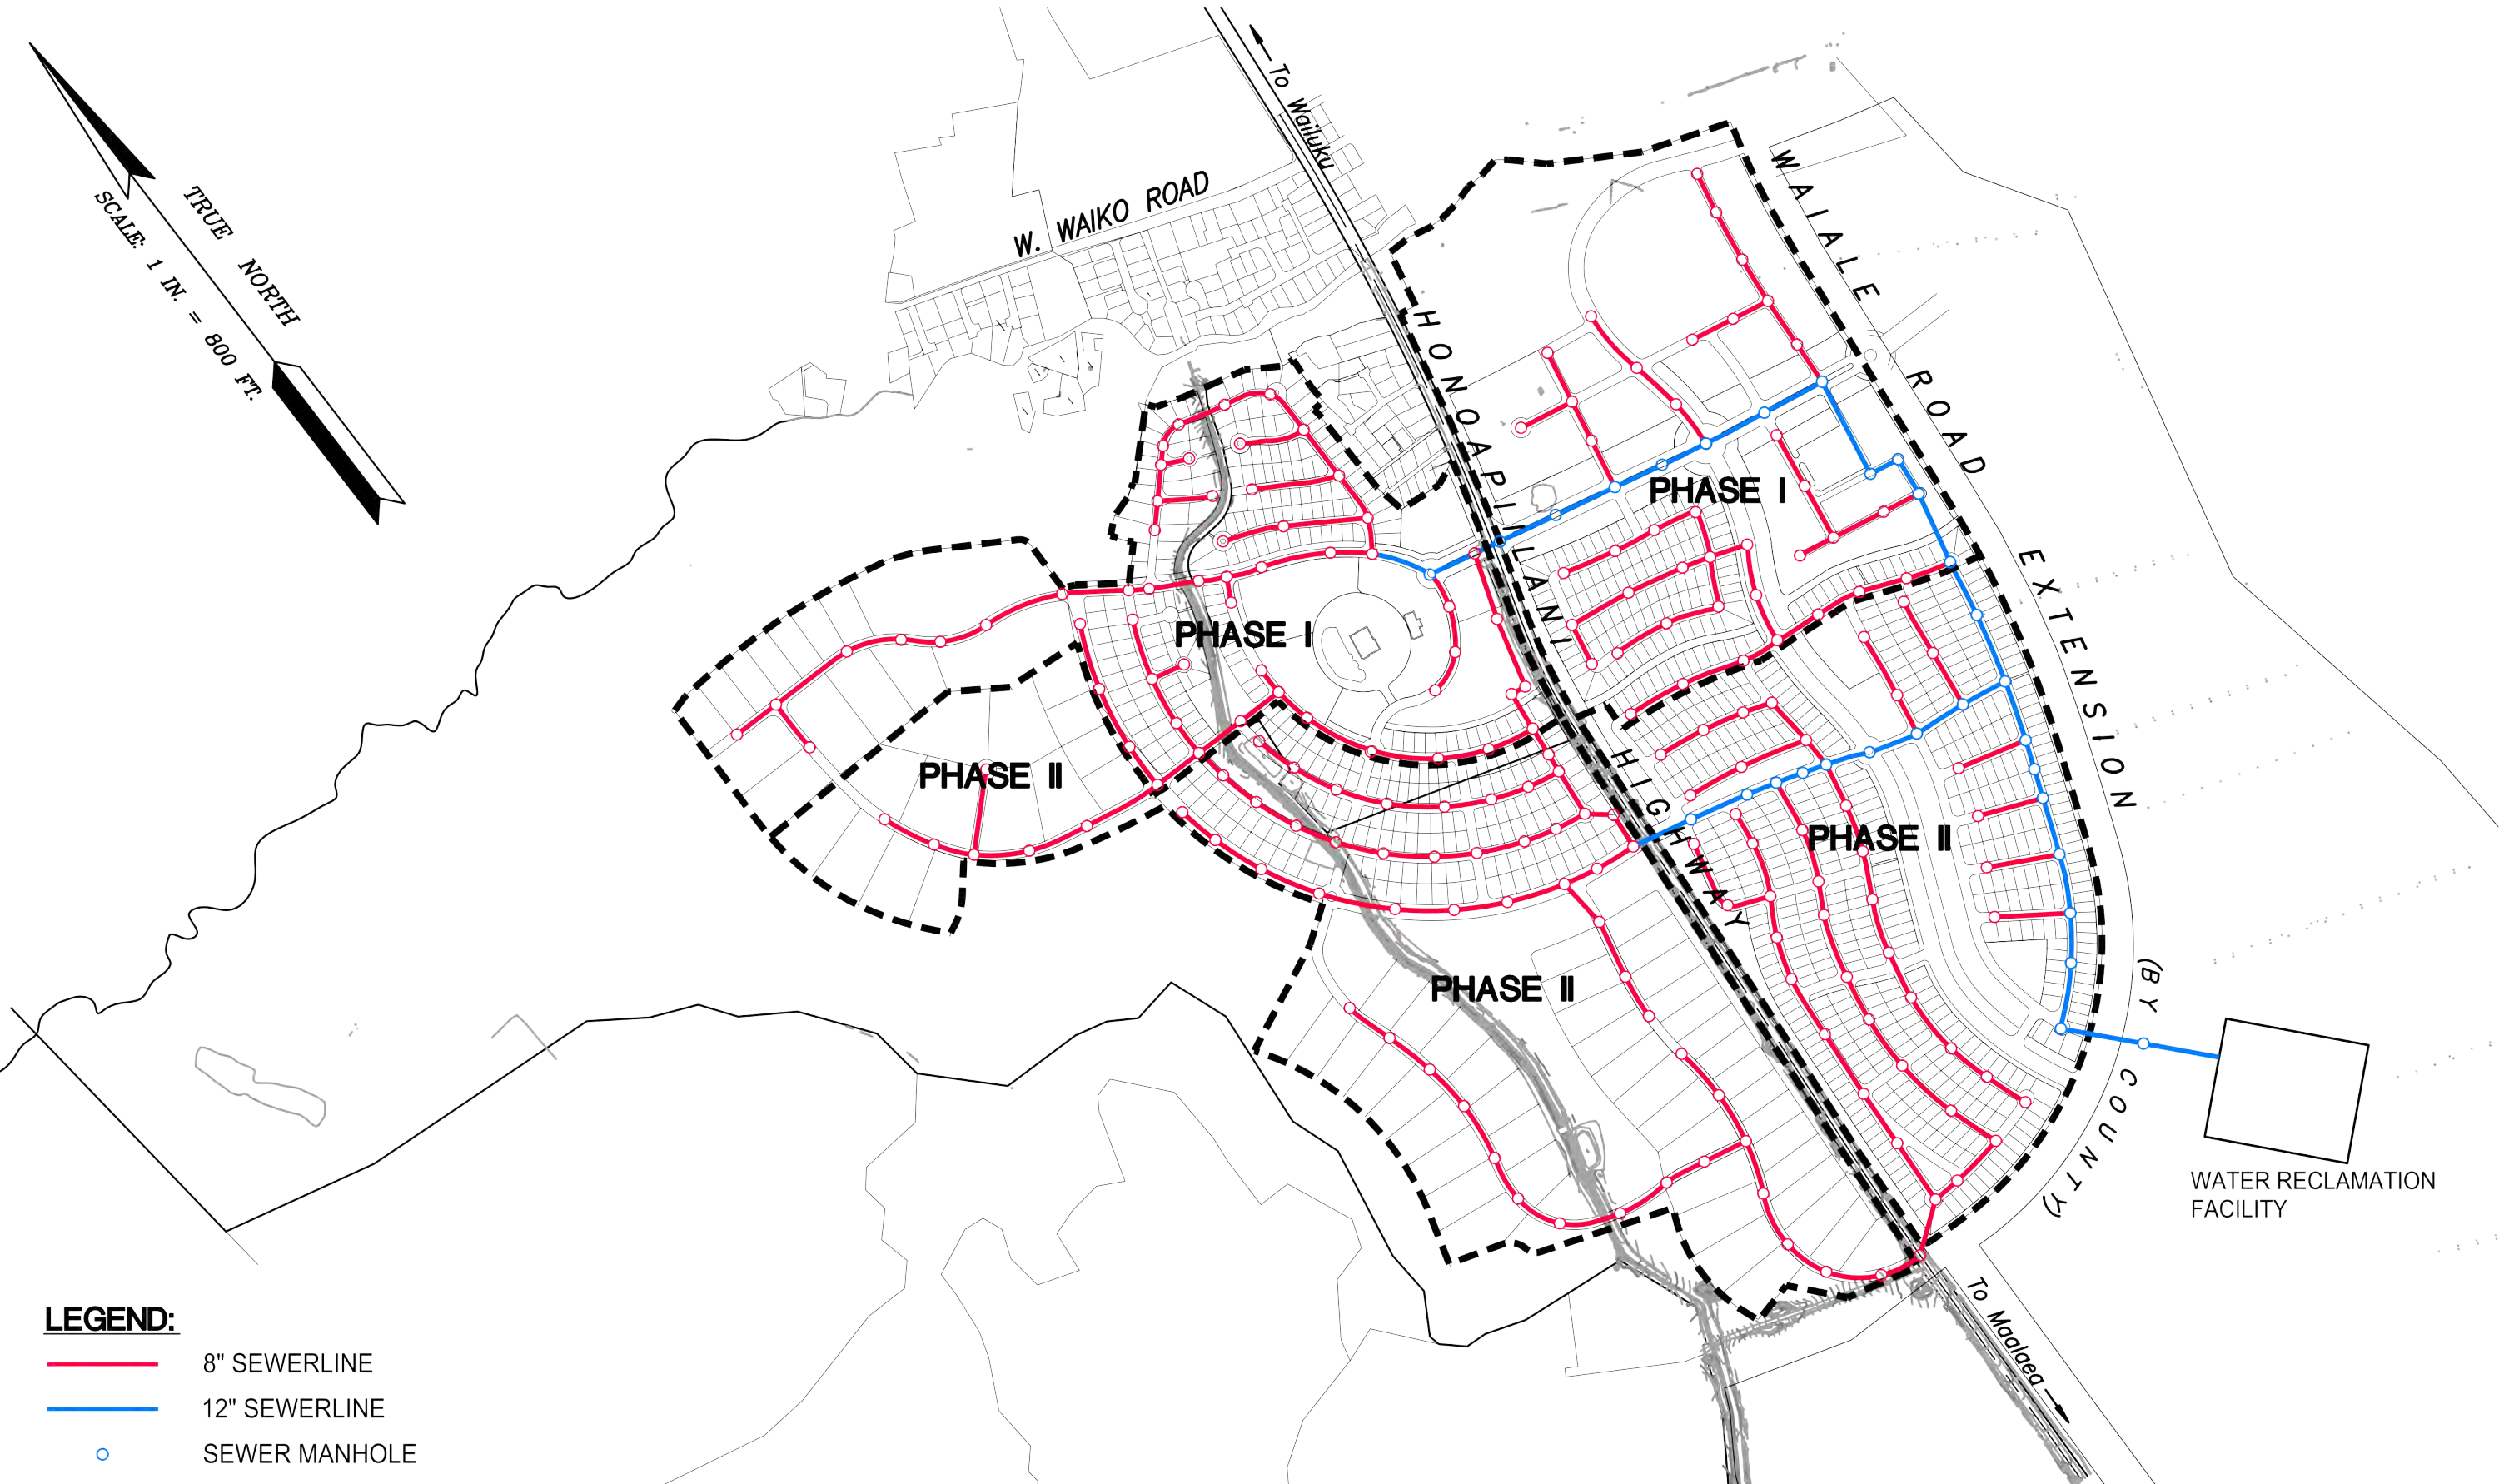 To Wailuku
TRUE NORTH
SCALE: 1 IN. = 800 FT.
W. WAIKO ROAD
HONOAPIILANI HIGHWAY
WAIALE ROAD EXTENSION (BY COUNTY)
PHASE I
PHASE I
PHASE II
PHASE II
PHASE II
WATER RECLAMATION
FACILITY
To Maalaea
LEGEND:
8" SEWERLINE
12" SEWERLINE
SEWER MANHOLE